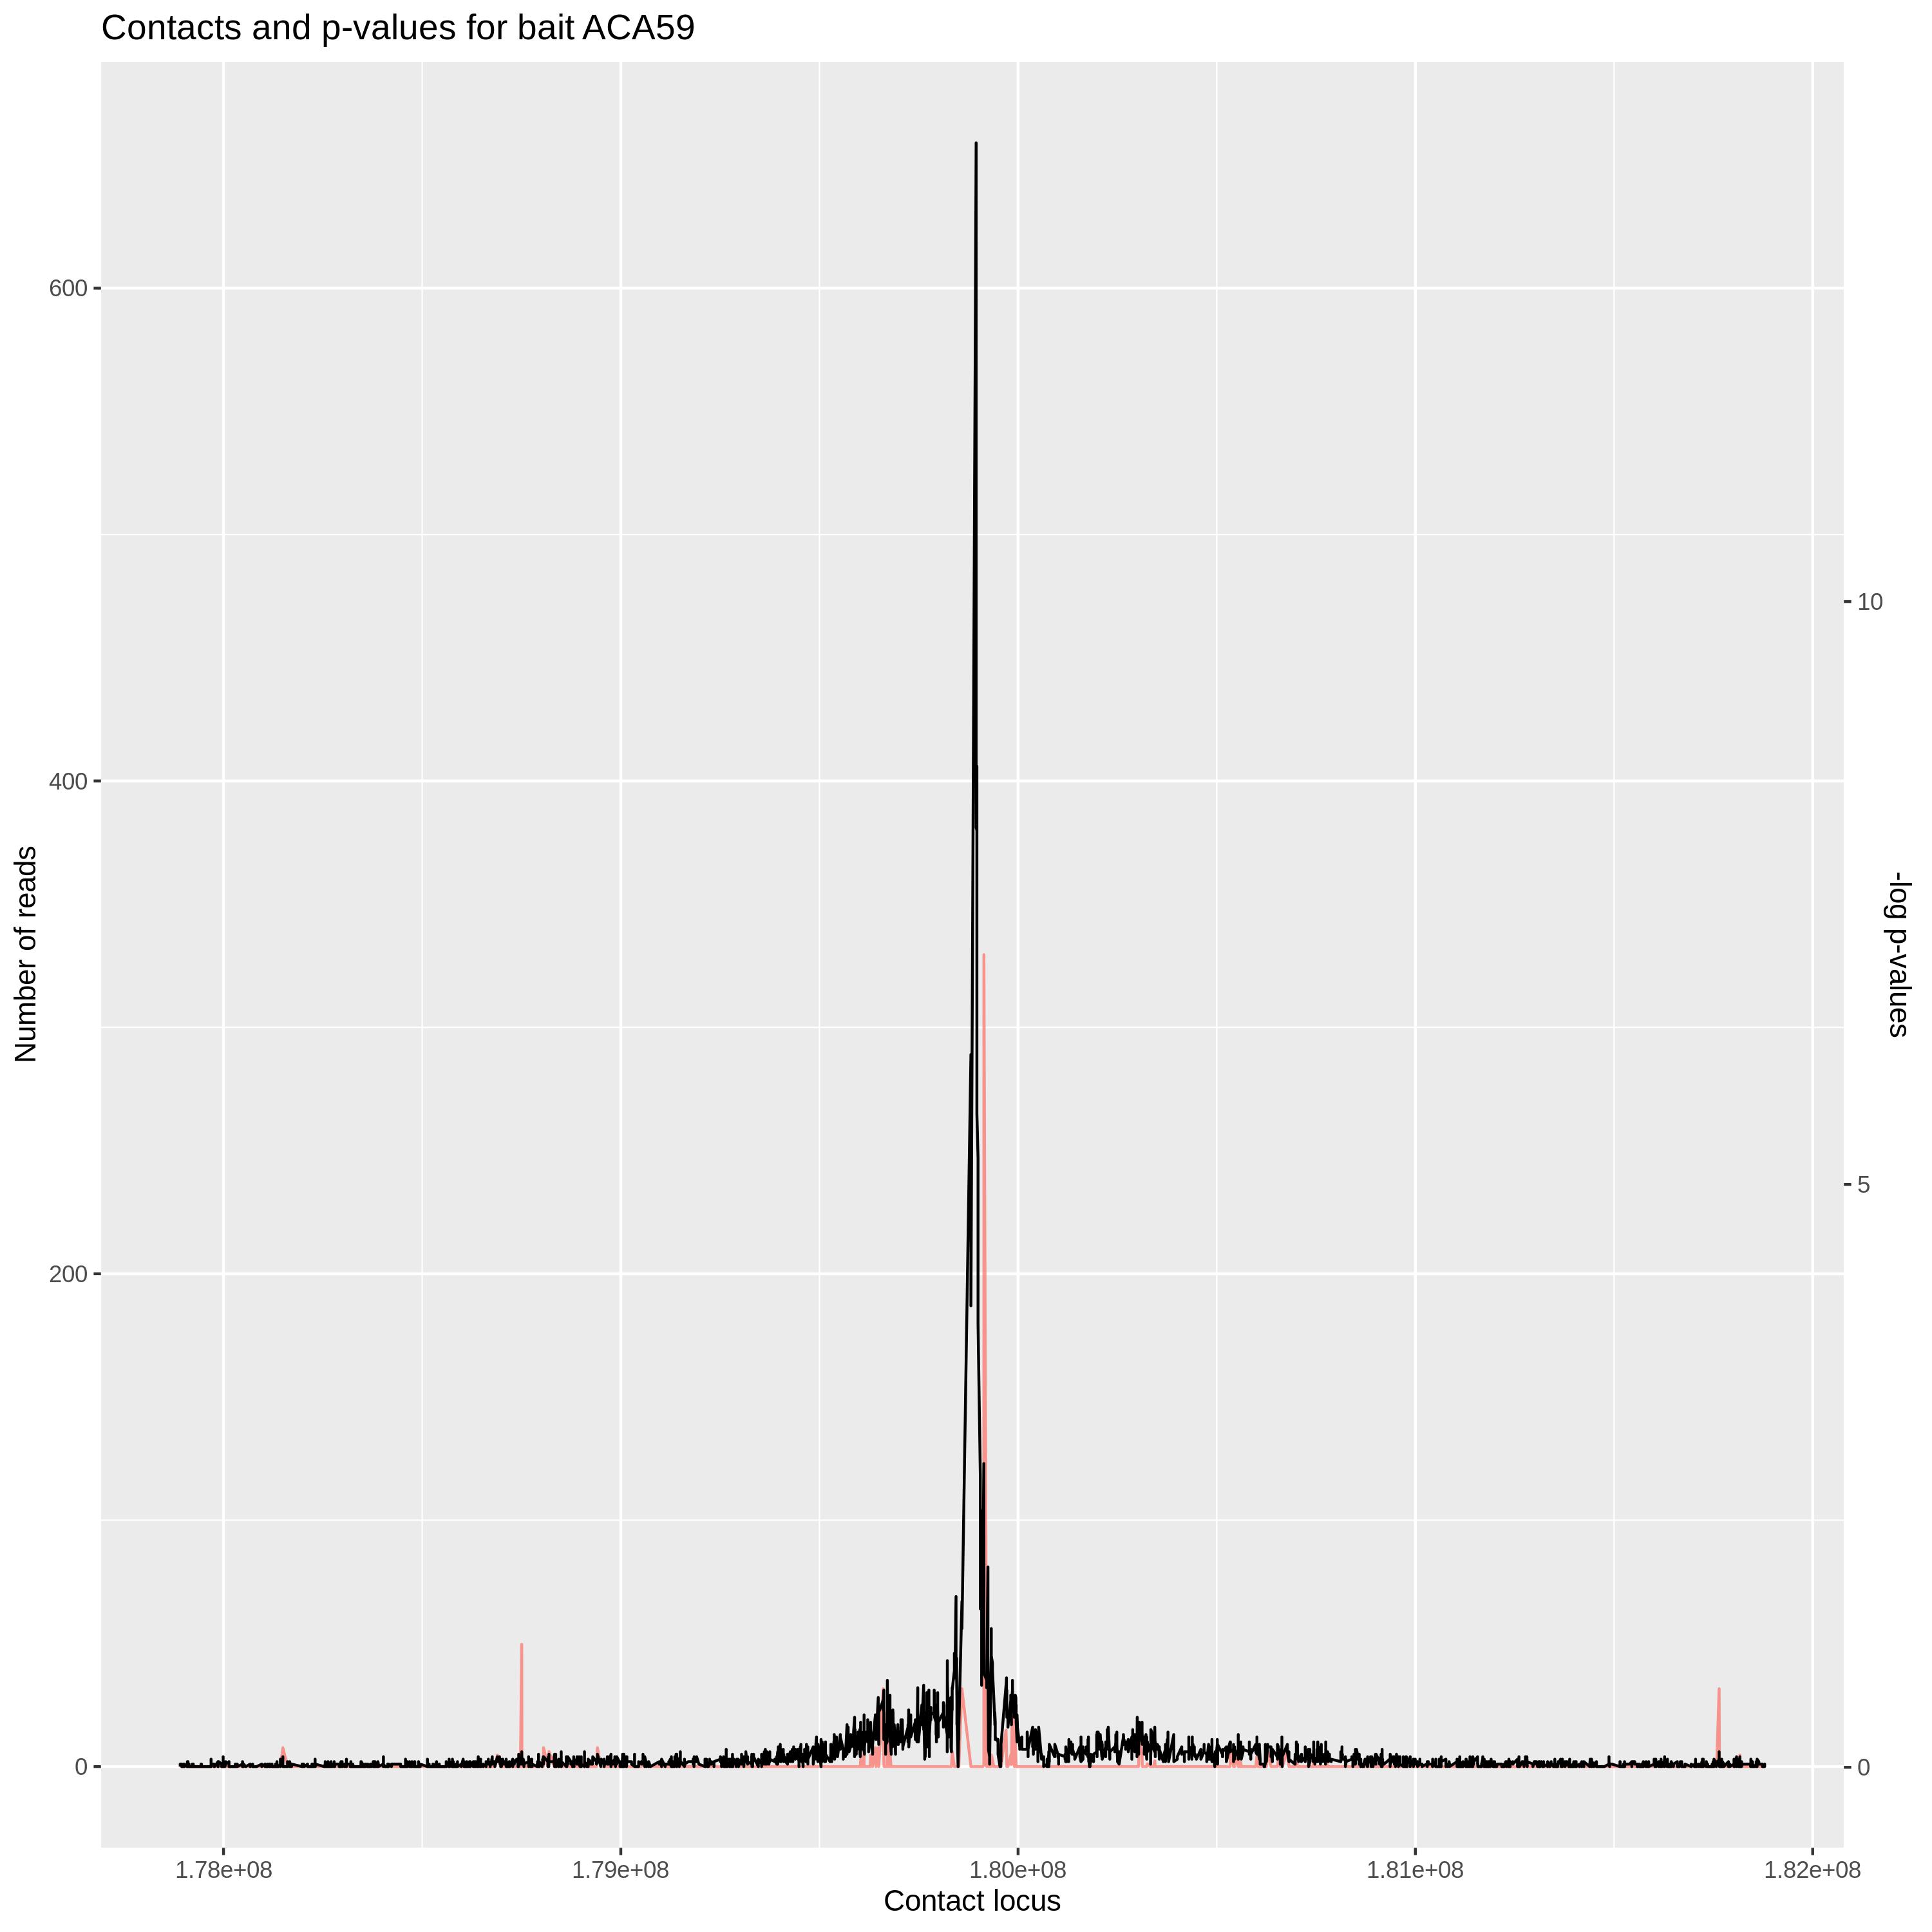 Contacts and p-values for bait ACA59
600
400
200
0
Number of reads
10
5
0
-log p-values
1.78e+08
1.79e+08
1.80e+08
1.81e+08
1.82e+08
Contact locus